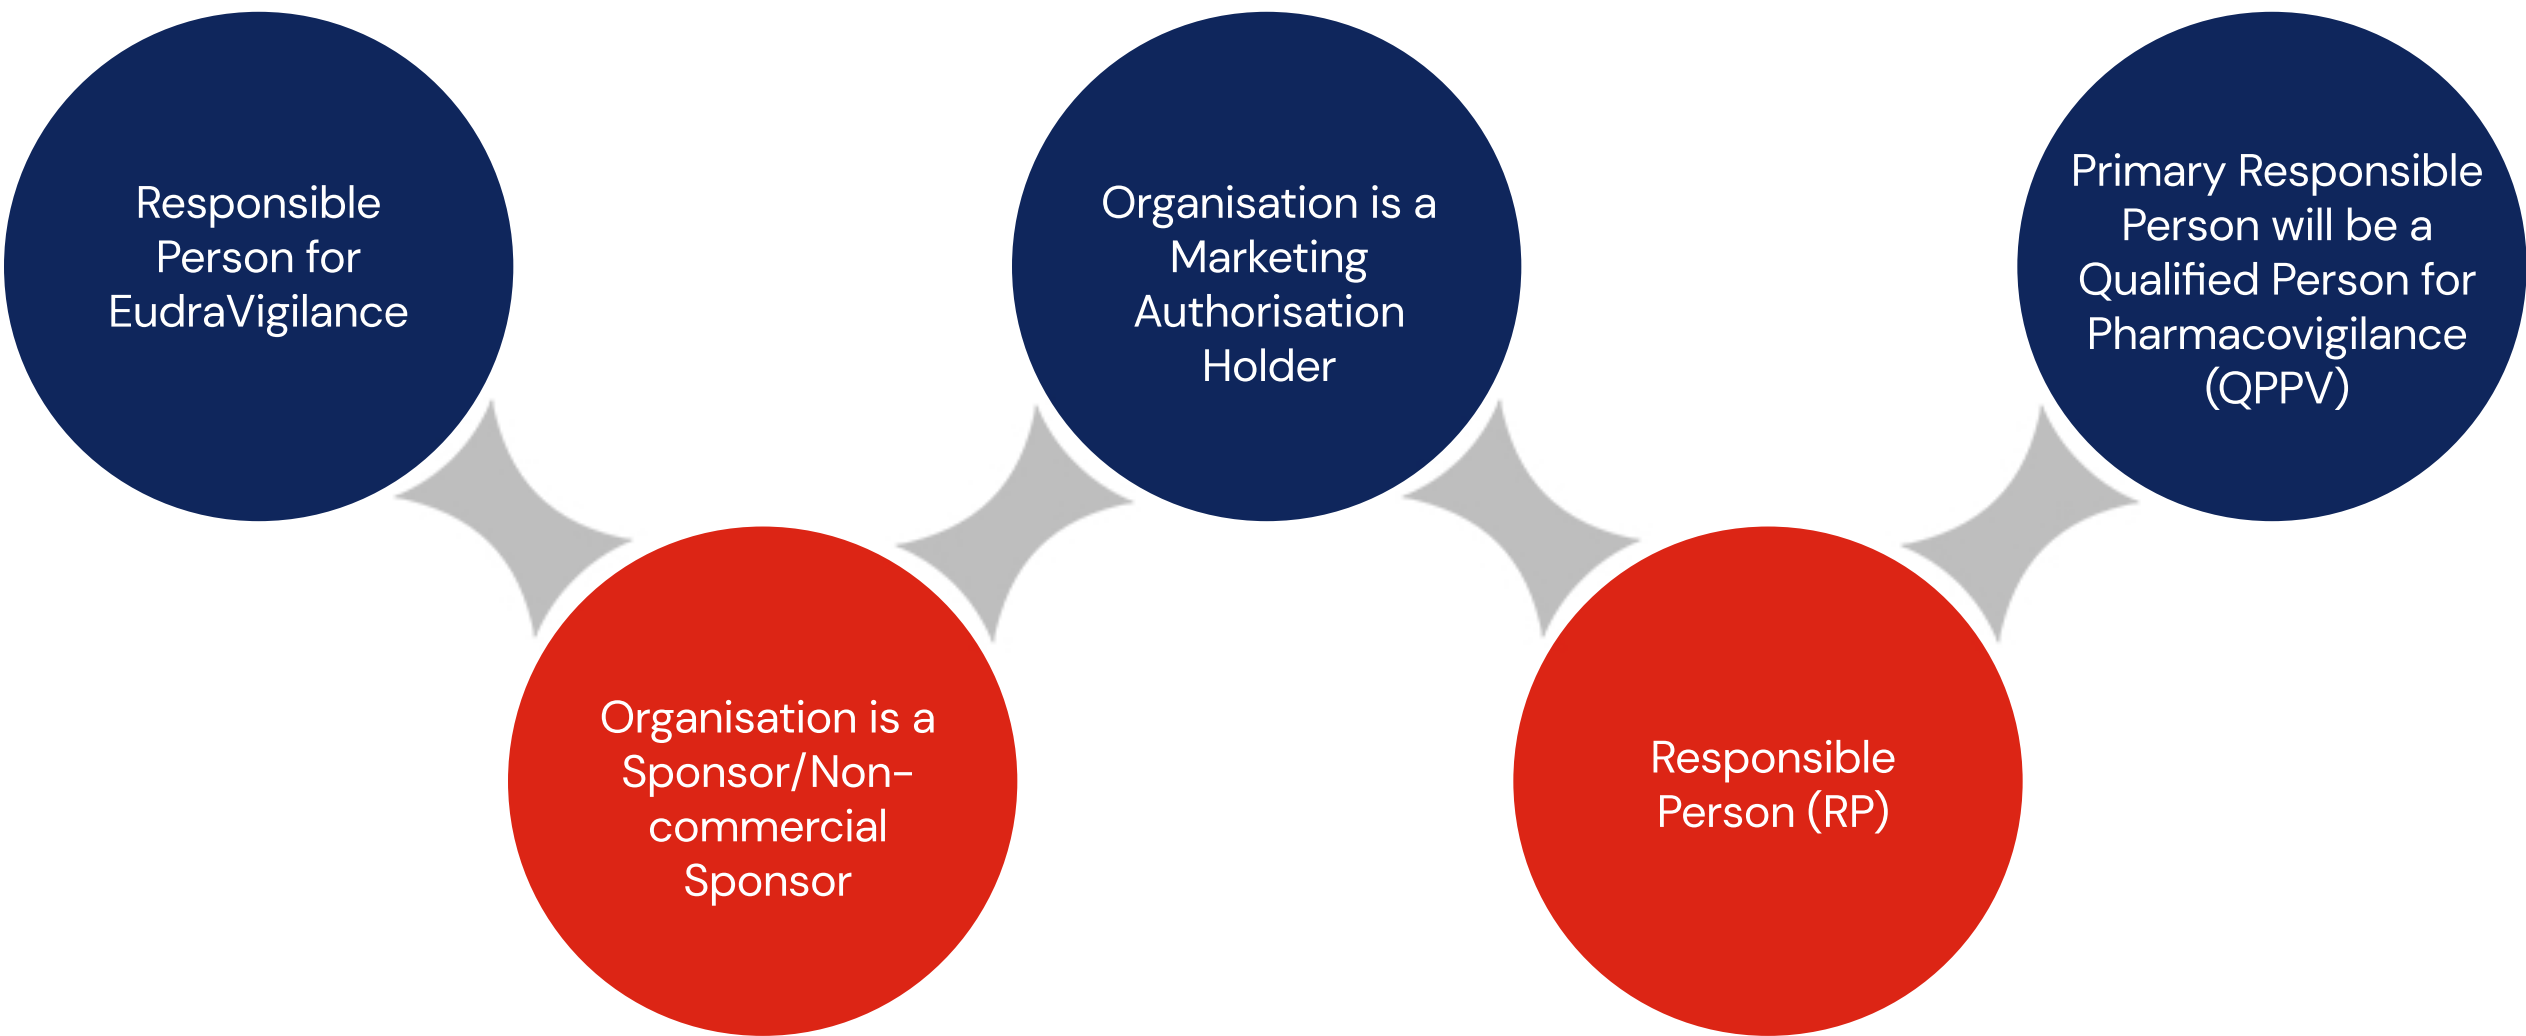 Responsible
Person for
EudraVigilance
Organisation is a
Sponsor/Non-
commercial
Sponsor
Organisation is a
Marketing
Authorisation
Holder
Responsible
Person (RP)
Primary Responsible
Person will be a
Qualified Person for
Pharmacovigilance
(QPPV)